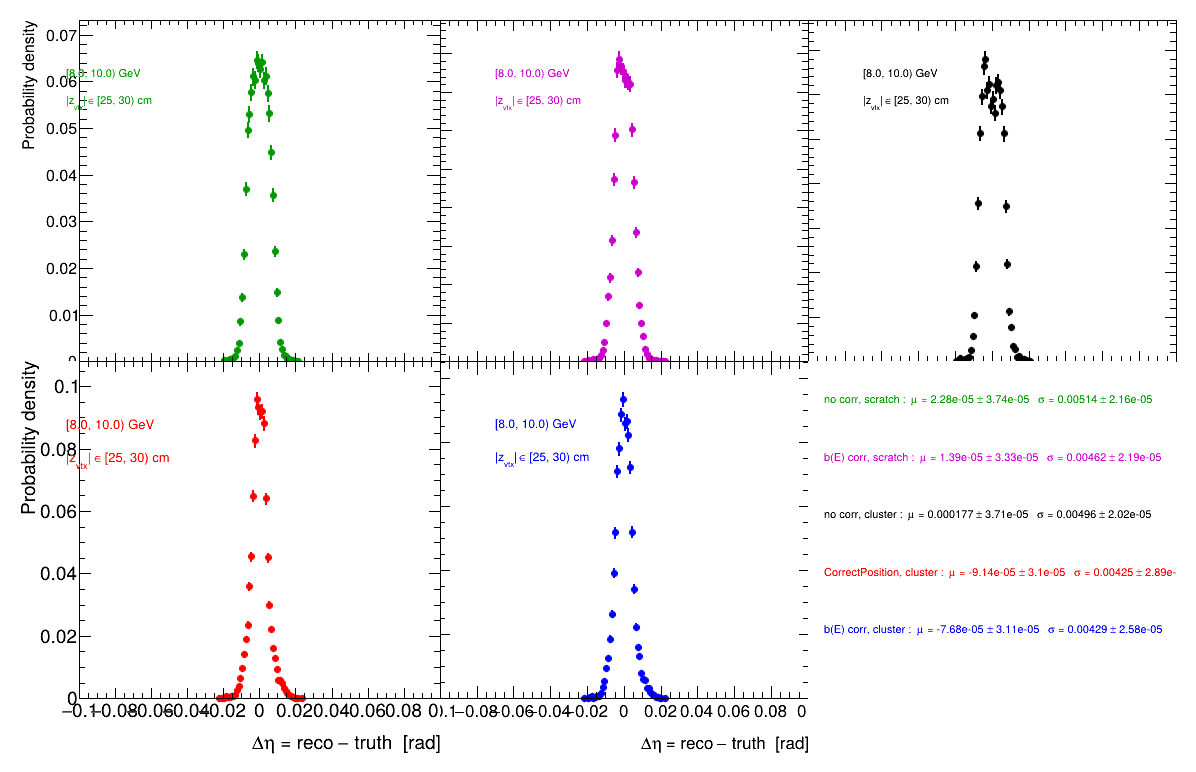 Probability density
0.07
0.06
0.05
0.04
0.03
0.02
0.01
[8.0, 10.0) GeV
|z_vtx| ∈ [25, 30) cm
[8.0, 10.0) GeV
|z_vtx| ∈ [25, 30) cm
[8.0, 10.0) GeV
|z_vtx| ∈ [25, 30) cm
Probability density
0.1
0.08
0.06
0.04
0.02
0
[8.0, 10.0) GeV
|z_vtx| ∈ [25, 30) cm
[8.0, 10.0) GeV
|z_vtx| ∈ [25, 30) cm
no corr, scratch : μ = 2.28e-05 ± 3.74e-05 σ = 0.00514 ± 2.16e-05
b(E) corr, scratch : μ = 1.39e-05 ± 3.33e-05 σ = 0.00462 ± 2.19e-05
no corr, cluster : μ = 0.000177 ± 3.71e-05 σ = 0.00496 ± 2.02e-05
CorrectPosition, cluster : μ = -9.14e-05 ± 3.1e-05 σ = 0.00425 ± 2.89e-
b(E) corr, cluster : μ = -7.68e-05 ± 3.11e-05 σ = 0.00429 ± 2.58e-05
−0.1 −0.08 −0.06 −0.04 −0.02 0 0.02 0.04 0.06 0.08 0.1 −0.08 −0.06 −0.04 −0.02 0 0.02 0.04 0.06 0.08 0
Δη = reco − truth [rad]
Δη = reco − truth [rad]